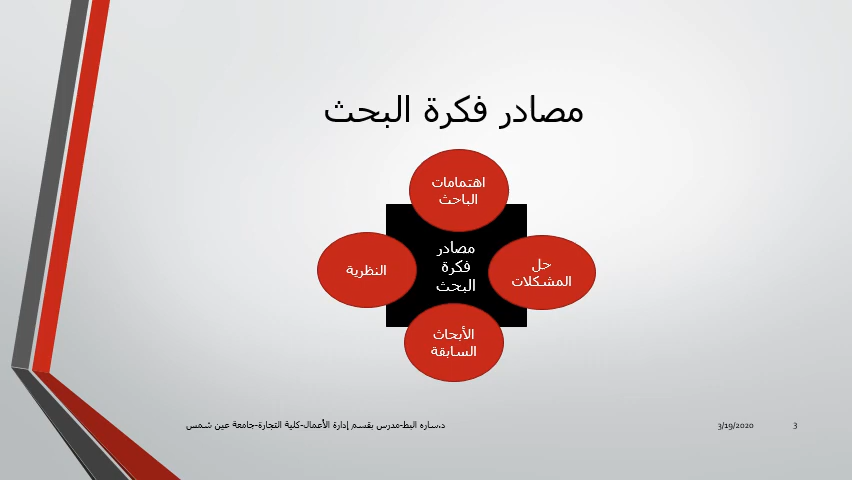 مصادر فكرة البحث
اهتمامات
الباحث
مصادر
فكرة
البحث
حل
المشكلات
النظرية
الأبحاث
السابقة
د.ساره البط-مدرس بقسم إدارة الأعمال-كلية التجارة-جامعة عين شمس
3/19/2020
3